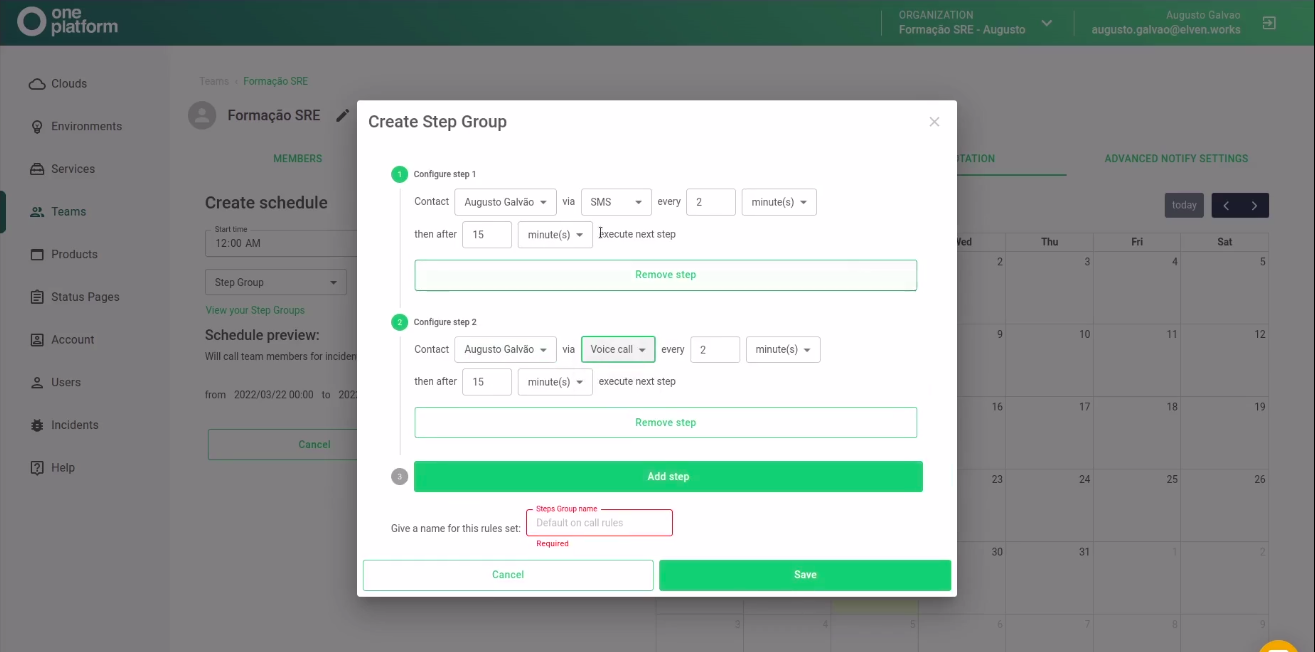 one
platform
ORGANIZATION
Formação SRE - Augusto
Augusto Galvao
augusto.galvao@elven.works
Clouds
Environments
Services
Teams
Products
Status Pages
Account
Users
Incidents
Help
Teams › Formação SRE
Formação SRE
MEMBERS
TATION
ADVANCED NOTIFY SETTINGS
Create schedule
Start time
12:00 AM
Step Group
View your Step Groups
Schedule preview:
Will call team members for inciden
from 2022/03/22 00:00 to 202
Cancel
today
Wed Thu Fri Sat
2 3 4 5
9 10 11 12
16 17 18 19
23 24 25 26
30 31 1 2
3 4 5 6 7 8 9
Create Step Group
1 Configure step 1
Contact Augusto Galvão via SMS every 2 minute(s)
then after 15 minute(s) execute next step
Remove step
2 Configure step 2
Contact Augusto Galvão via Voice call every 2 minute(s)
then after 15 minute(s) execute next step
Remove step
3 Add step
Steps Group name
Give a name for this rules set: Default on call rules
Required
Cancel Save